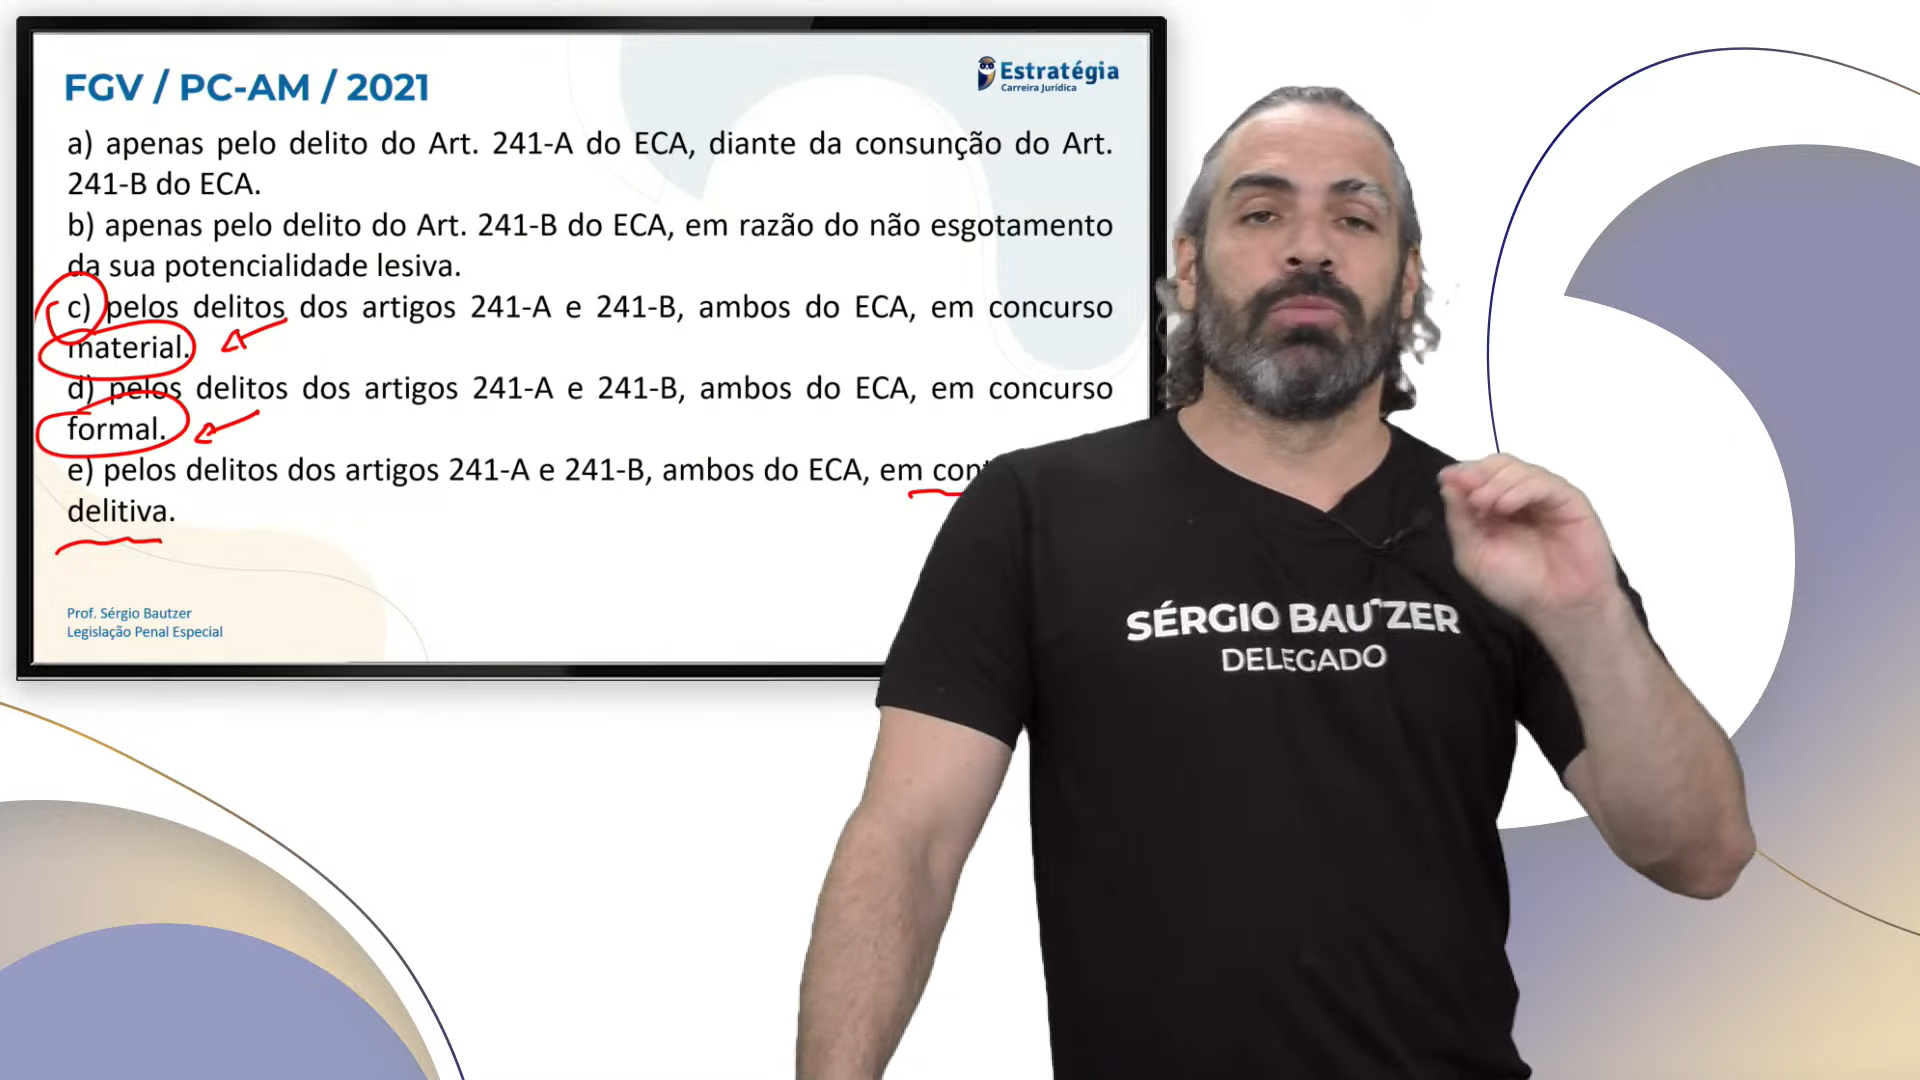 FGV / PC-AM / 2021
Estratégia
Carreira Jurídica
a) apenas pelo delito do Art. 241-A do ECA, diante da consunção do Art.
241-B do ECA.
b) apenas pelo delito do Art. 241-B do ECA, em razão do não esgotamento
da sua potencialidade lesiva.
c) pelos delitos dos artigos 241-A e 241-B, ambos do ECA, em concurso
material.
d) pelos delitos dos artigos 241-A e 241-B, ambos do ECA, em concurso
formal.
e) pelos delitos dos artigos 241-A e 241-B, ambos do ECA, em
delitiva.
Prof. Sérgio Bautzer
Legislação Penal Especial
SÉRGIO BAUTZER
DELEGADO